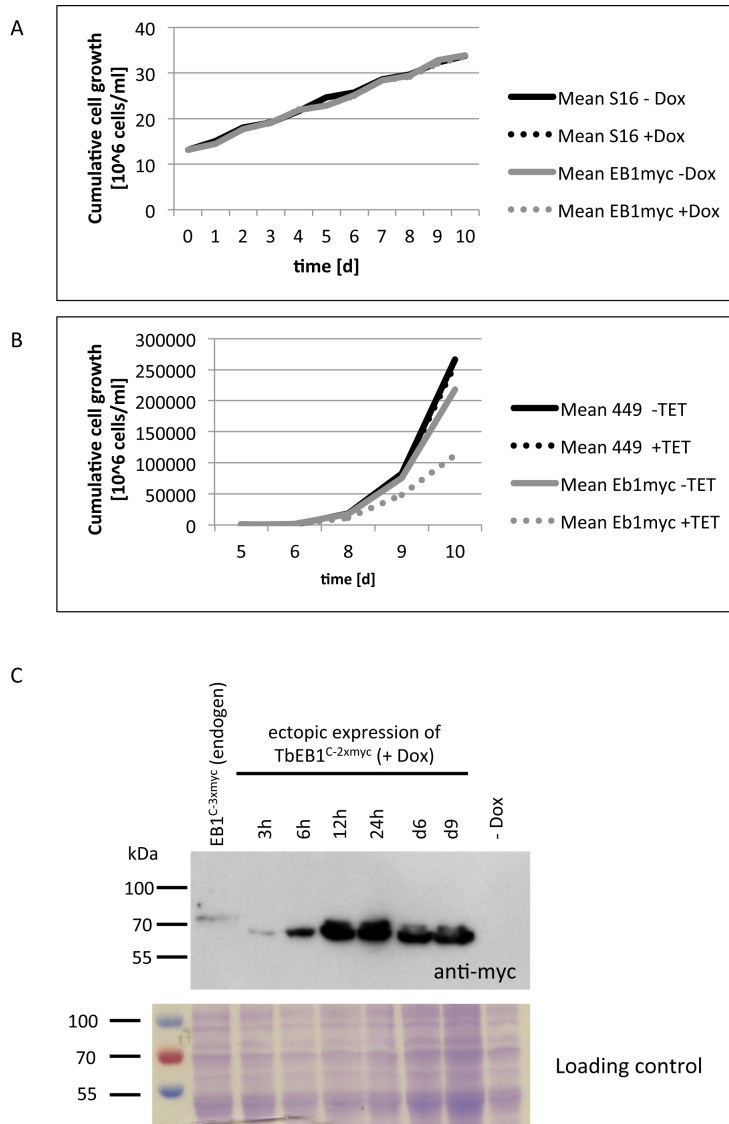 A
Cumulative cell growth
[10^6 cells/ml]
40
30
20
10
0
0 1 2 3 4 5 6 7 8 9 10
time [d]
Mean S16 - Dox
Mean S16 +Dox
Mean EB1myc -Dox
Mean EB1myc +Dox
B
Cumulative cell growth
[10^6 cells/ml]
300000
250000
200000
150000
100000
50000
0
5 6 8 9 10
time [d]
Mean 449 -TET
Mean 449 +TET
Mean Eb1myc -TET
Mean Eb1myc +TET
C
EB1C-3xmyc (endogen)
ectopic expression of
TbEB1C-2xmyc (+ Dox)
3h 6h 12h 24h d6 d9 - Dox
kDa
100
70
55
anti-myc
100
70
55
Loading control